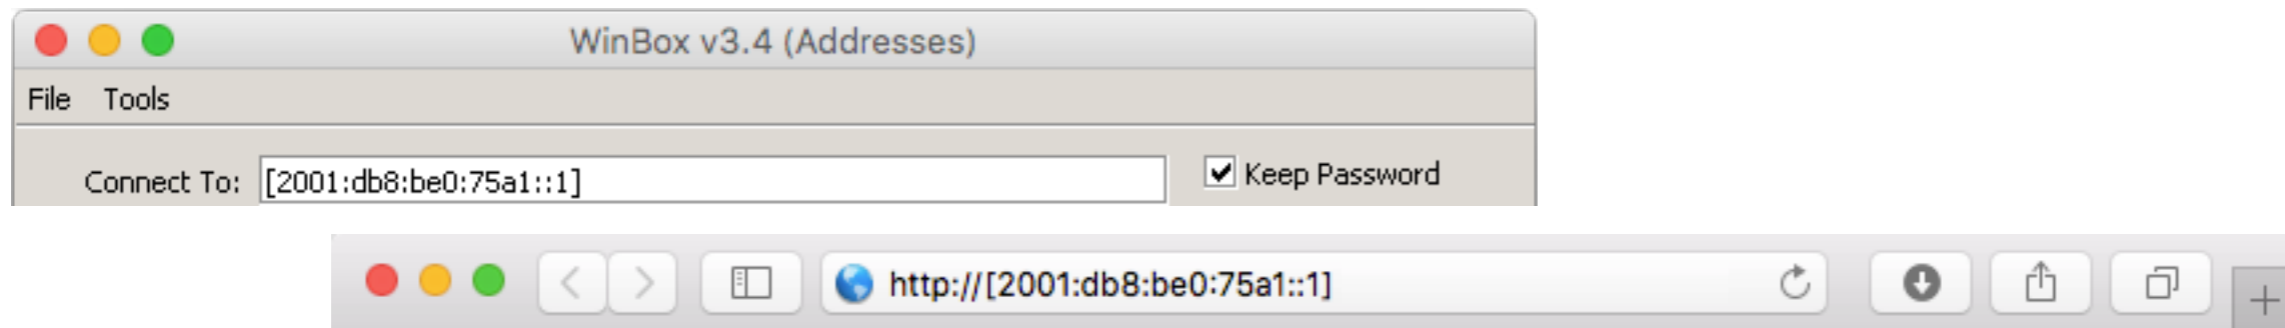 WinBox v3.4 (Addresses)
File Tools
Connect To: [2001:db8:be0:75a1::1] Keep Password
http://[2001:db8:be0:75a1::1]